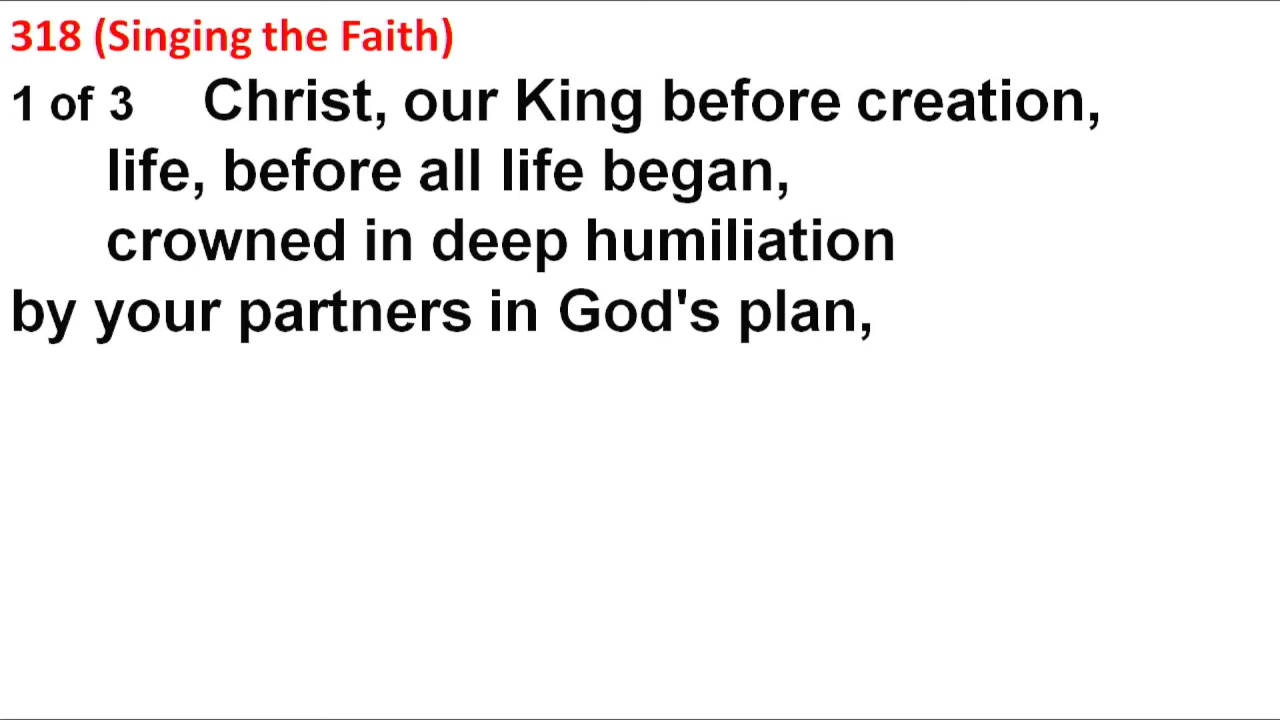 318 (Singing the Faith)
1 of 3 Christ, our King before creation,
life, before all life began,
crowned in deep humiliation
by your partners in God's plan,